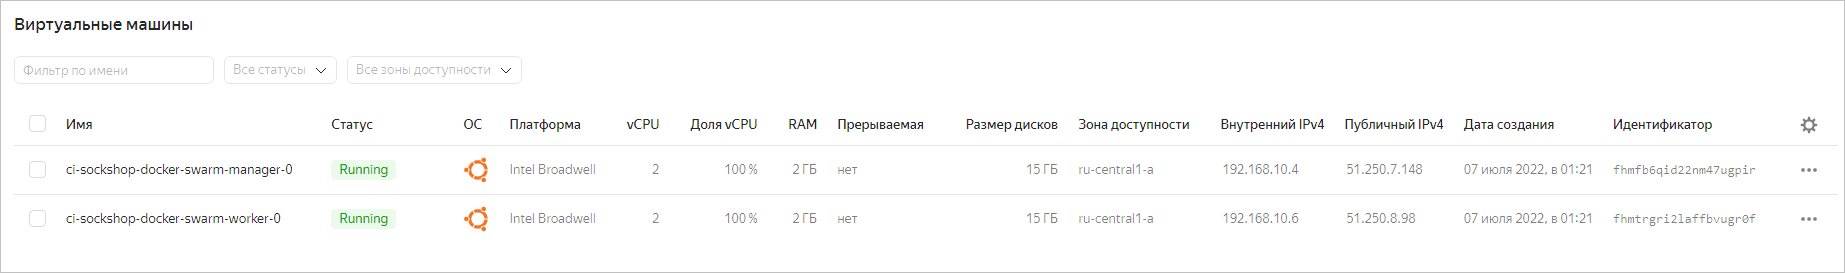 Виртуальные машины
Фильтр по имени Все статусы Все зоны доступности
Имя Статус ОС Платформа vCPU Доля vCPU RAM Прерываемая Размер дисков Зона доступности Внутренний IPv4 Публичный IPv4 Дата создания Идентификатор
ci-sockshop-docker-swarm-manager-0 Running Intel Broadwell 2 100 % 2 ГБ нет 15 ГБ ru-central1-a 192.168.10.4 51.250.7.148 07 июля 2022, в 01:21 fhmfb6qid22nm47ugpir
ci-sockshop-docker-swarm-worker-0 Running Intel Broadwell 2 100 % 2 ГБ нет 15 ГБ ru-central1-a 192.168.10.6 51.250.8.98 07 июля 2022, в 01:21 fhmtrgri2laffbvugr0f